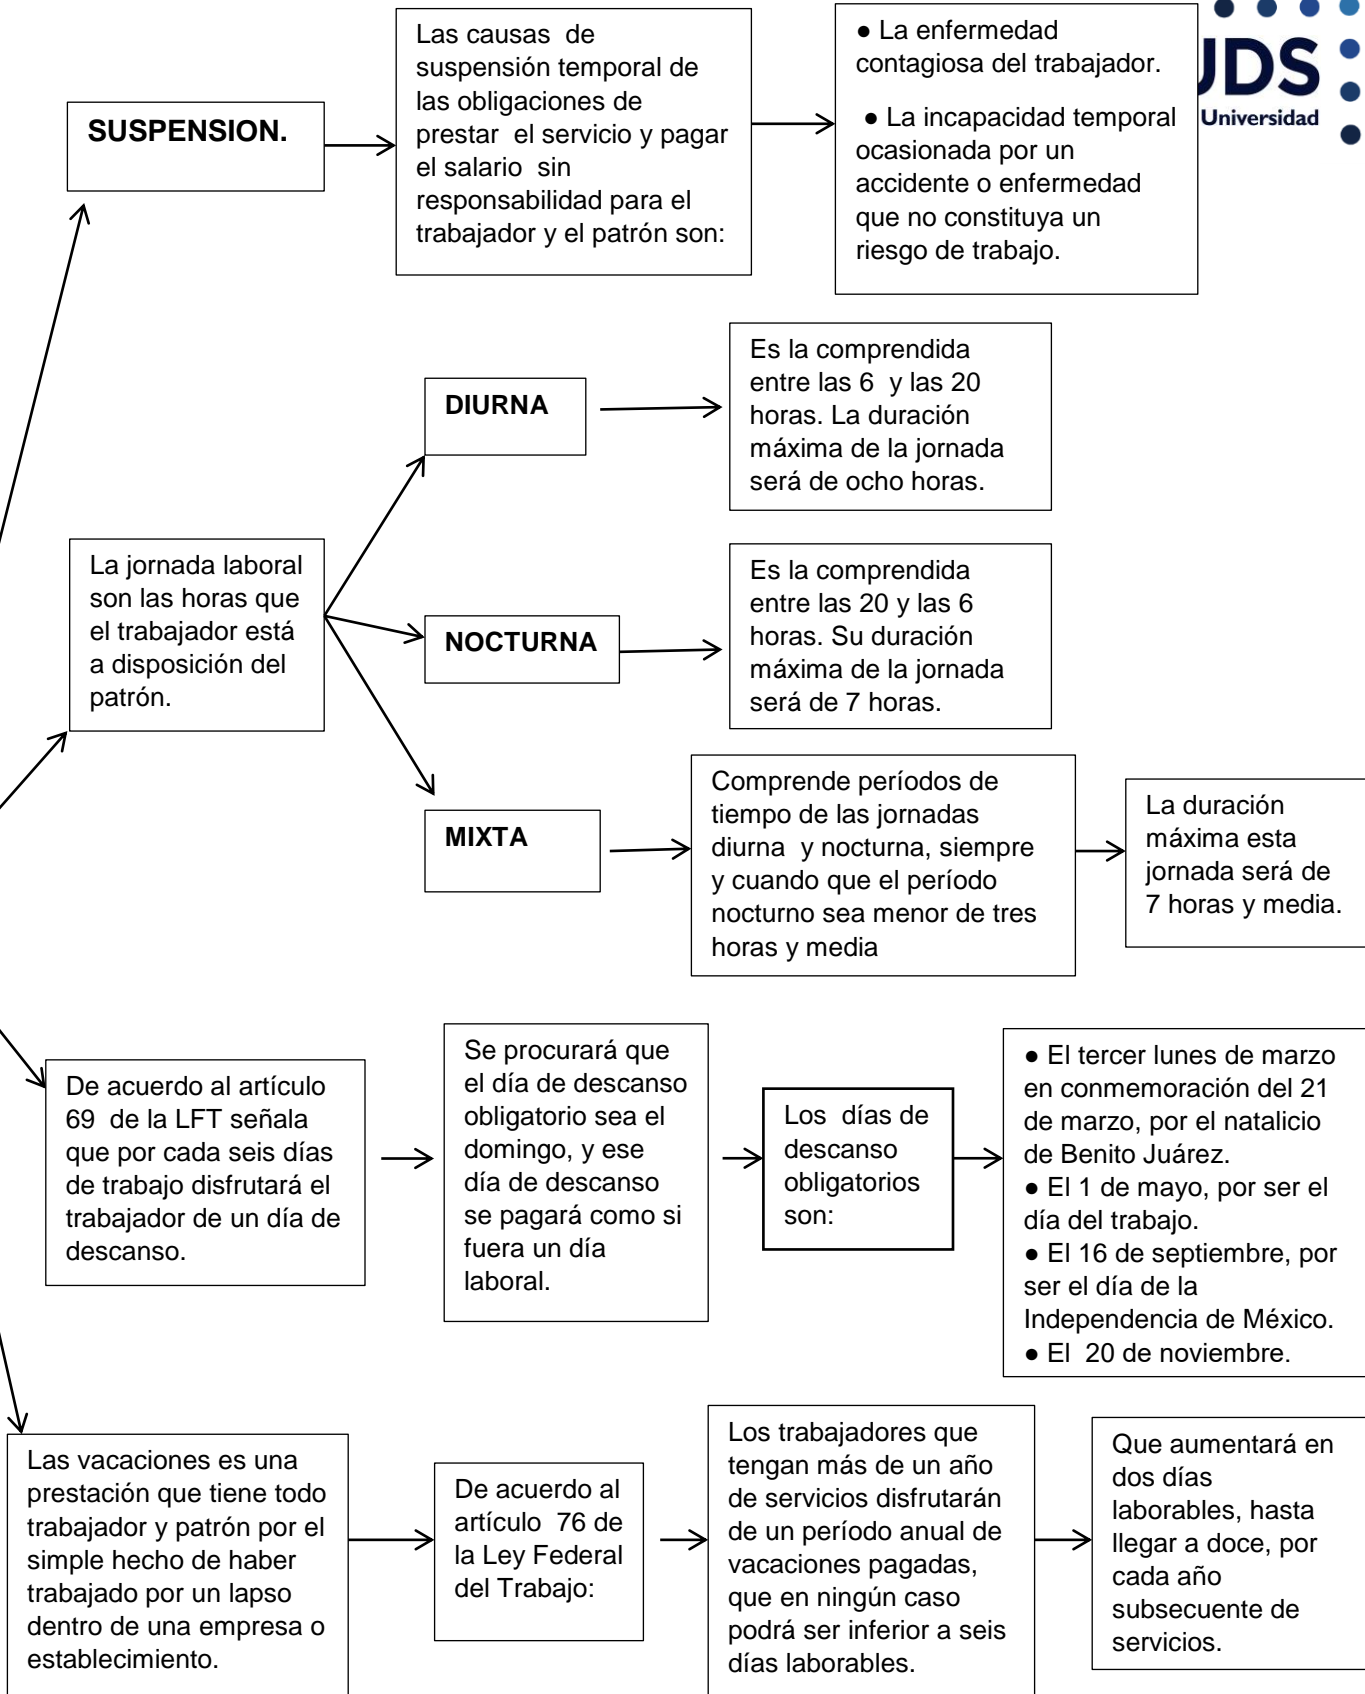 SUSPENSION.
Las causas de
suspensión temporal de
las obligaciones de
prestar el servicio y pagar
el salario sin
responsabilidad para el
trabajador y el patrón son:
● La enfermedad
contagiosa del trabajador.
● La incapacidad temporal
ocasionada por un
accidente o enfermedad
que no constituya un
riesgo de trabajo.
UDS
Universidad
La jornada laboral
son las horas que
el trabajador está
a disposición del
patrón.
DIURNA
Es la comprendida
entre las 6 y las 20
horas. La duración
máxima de la jornada
será de ocho horas.
NOCTURNA
Es la comprendida
entre las 20 y las 6
horas. Su duración
máxima de la jornada
será de 7 horas.
MIXTA
Comprende períodos de
tiempo de las jornadas
diurna y nocturna, siempre
y cuando que el período
nocturno sea menor de tres
horas y media
La duración
máxima esta
jornada será de
7 horas y media.
De acuerdo al artículo
69 de la LFT señala
que por cada seis días
de trabajo disfrutará el
trabajador de un día de
descanso.
Se procurará que
el día de descanso
obligatorio sea el
domingo, y ese
día de descanso
se pagará como si
fuera un día
laboral.
Los días de
descanso
obligatorios
son:
● El tercer lunes de marzo
en conmemoración del 21
de marzo, por el natalicio
de Benito Juárez.
● El 1 de mayo, por ser el
día del trabajo.
● El 16 de septiembre, por
ser el día de la
Independencia de México.
● El 20 de noviembre.
Las vacaciones es una
prestación que tiene todo
trabajador y patrón por el
simple hecho de haber
trabajado por un lapso
dentro de una empresa o
establecimiento.
De acuerdo al
artículo 76 de
la Ley Federal
del Trabajo:
Los trabajadores que
tengan más de un año
de servicios disfrutarán
de un período anual de
vacaciones pagadas,
que en ningún caso
podrá ser inferior a seis
días laborables.
Que aumentará en
dos días
laborables, hasta
llegar a doce, por
cada año
subsecuente de
servicios.